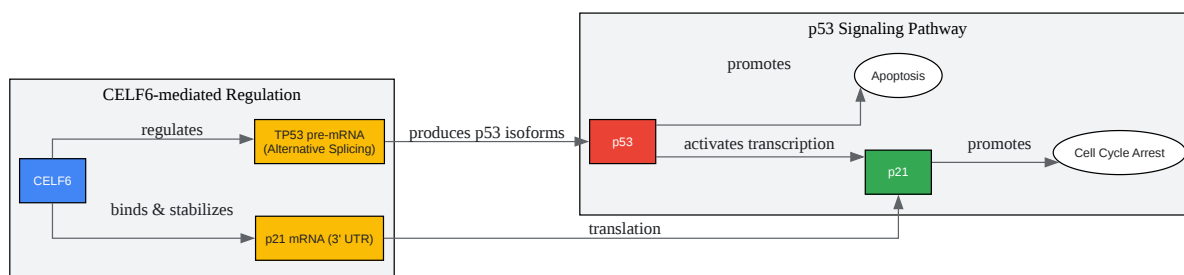 p53 Signaling Pathway
promotes
Apoptosis
CELF6-mediated Regulation
regulates
TP53 pre-mRNA
(Alternative Splicing)
produces p53 isoforms
p53
activates transcription
p21
promotes
Cell Cycle Arrest
CELF6
binds & stabilizes
p21 mRNA (3' UTR)
translation